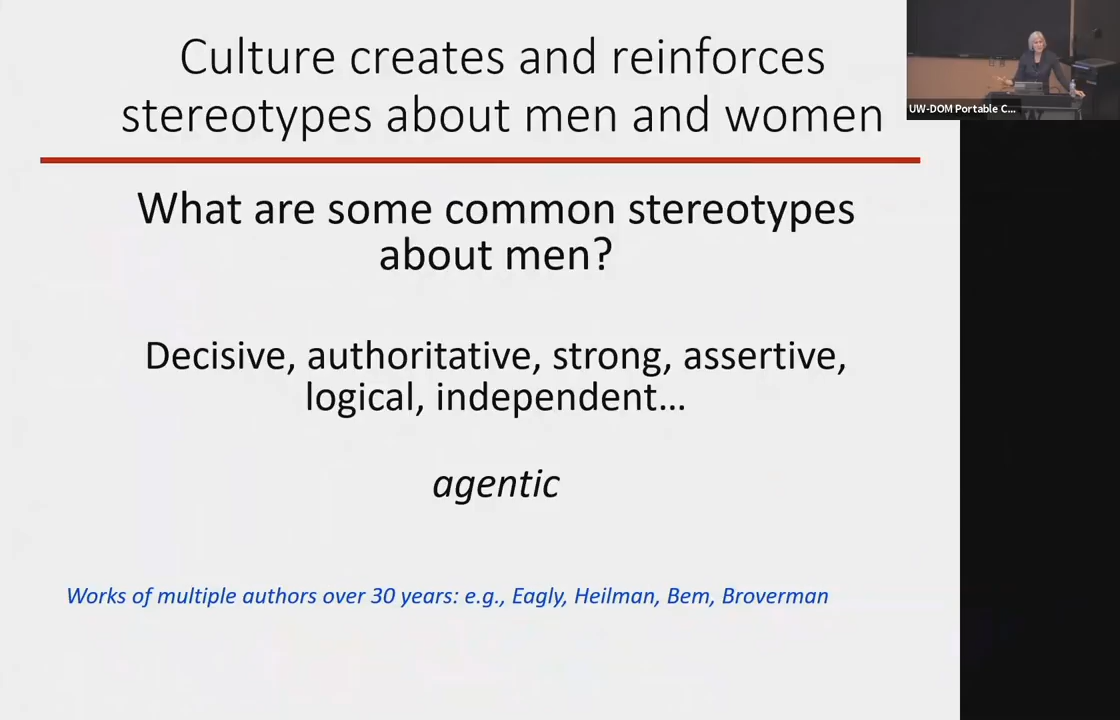 Culture creates and reinforces
stereotypes about men and women
UW-DOM Portable C...
What are some common stereotypes
about men?
Decisive, authoritative, strong, assertive,
logical, independent…
agentic
Works of multiple authors over 30 years: e.g., Eagly, Heilman, Bem, Broverman